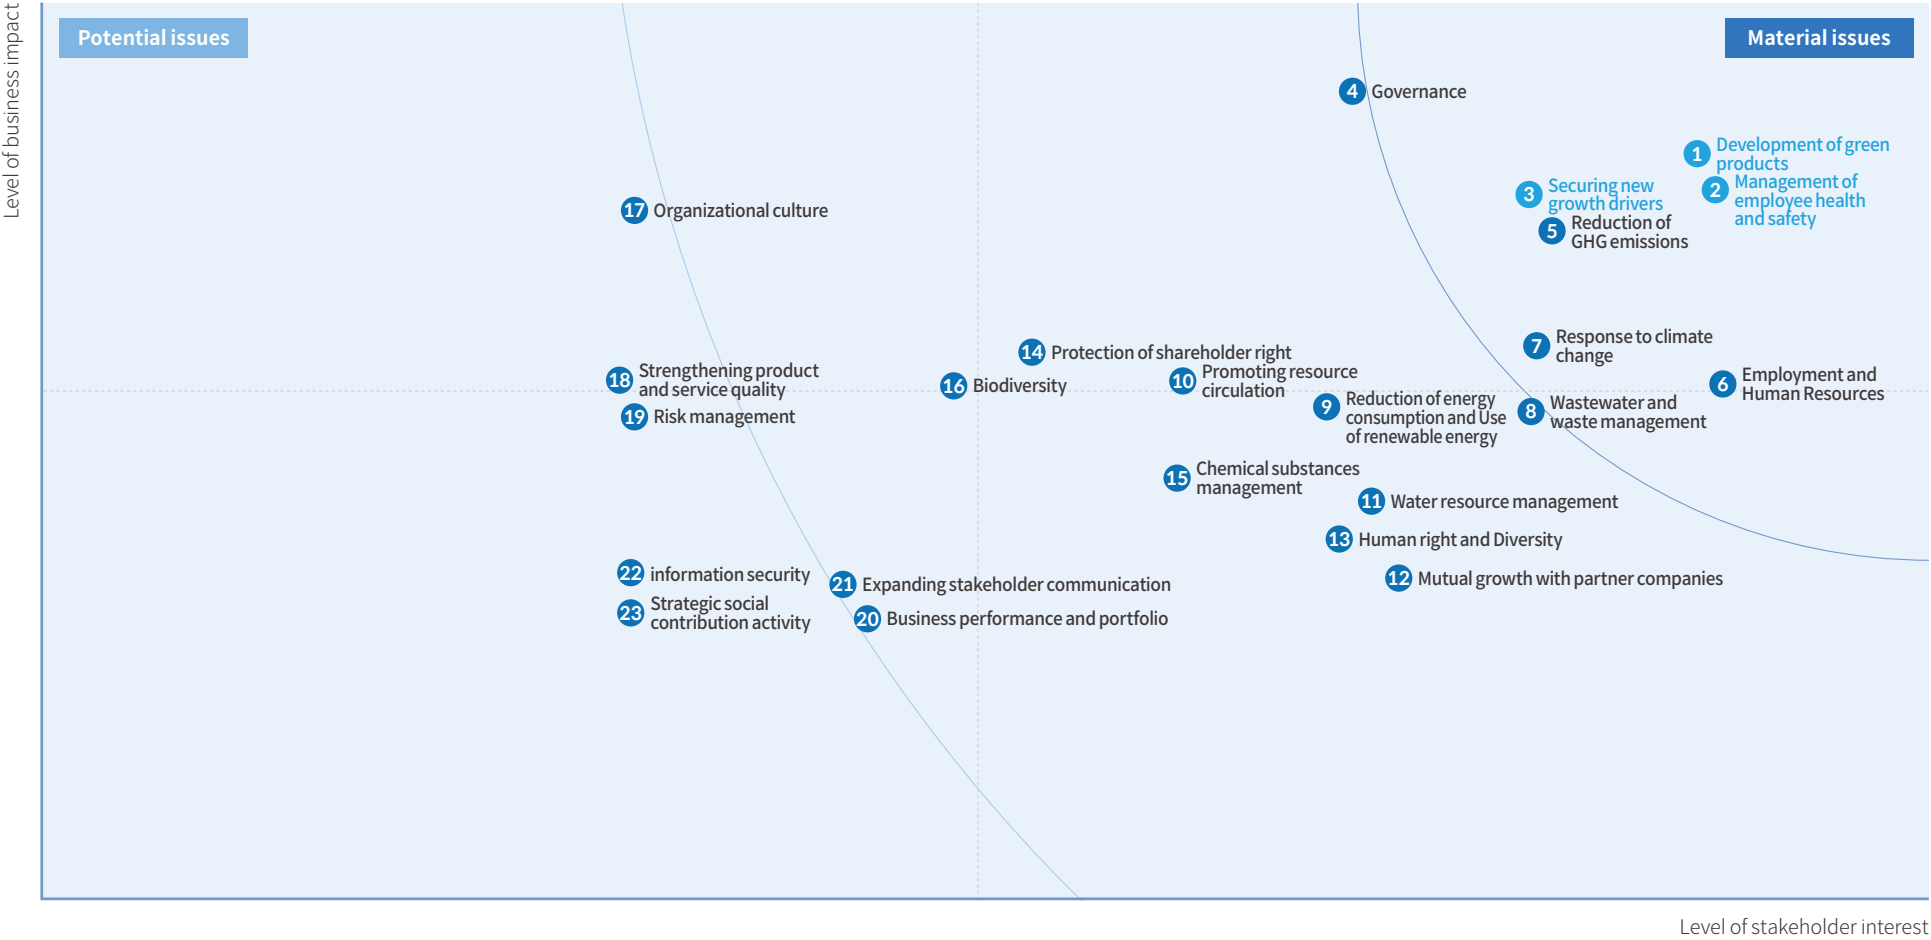 Level of business impact
Potential issues
Material issues
4 Governance
1 Development of green
products
2 Management of
employee health
and safety
3 Securing new
growth drivers
5 Reduction of
GHG emissions
17 Organizational culture
7 Response to climate
change
14 Protection of shareholder right
18 Strengthening product
and service quality
16 Biodiversity
10 Promoting resource
circulation
6 Employment and
Human Resources
19 Risk management
9 Reduction of energy
consumption and Use
of renewable energy
8 Wastewater and
waste management
15 Chemical substances
management
11 Water resource management
13 Human right and Diversity
22 information security
21 Expanding stakeholder communication
12 Mutual growth with partner companies
23 Strategic social
contribution activity
20 Business performance and portfolio
Level of stakeholder interest